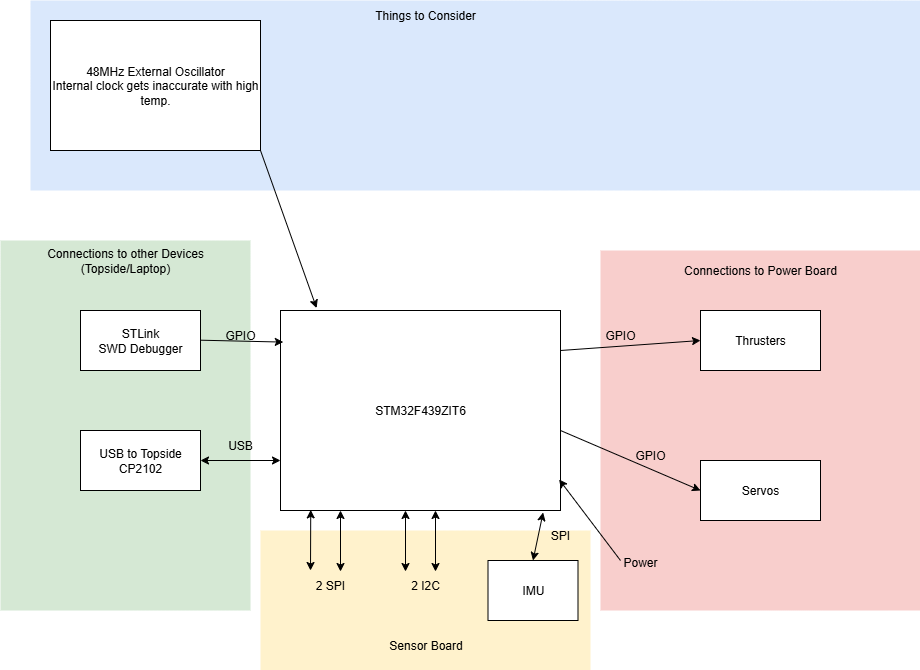 Things to Consider
48MHz External Oscillator
Internal clock gets inaccurate with high
temp.
Connections to other Devices
(Topside/Laptop)
STLink
SWD Debugger
GPIO
USB to Topside
CP2102
USB
STM32F439ZIT6
Connections to Power Board
GPIO
Thrusters
GPIO
Servos
Power
2 SPI
2 I2C
SPI
IMU
Sensor Board